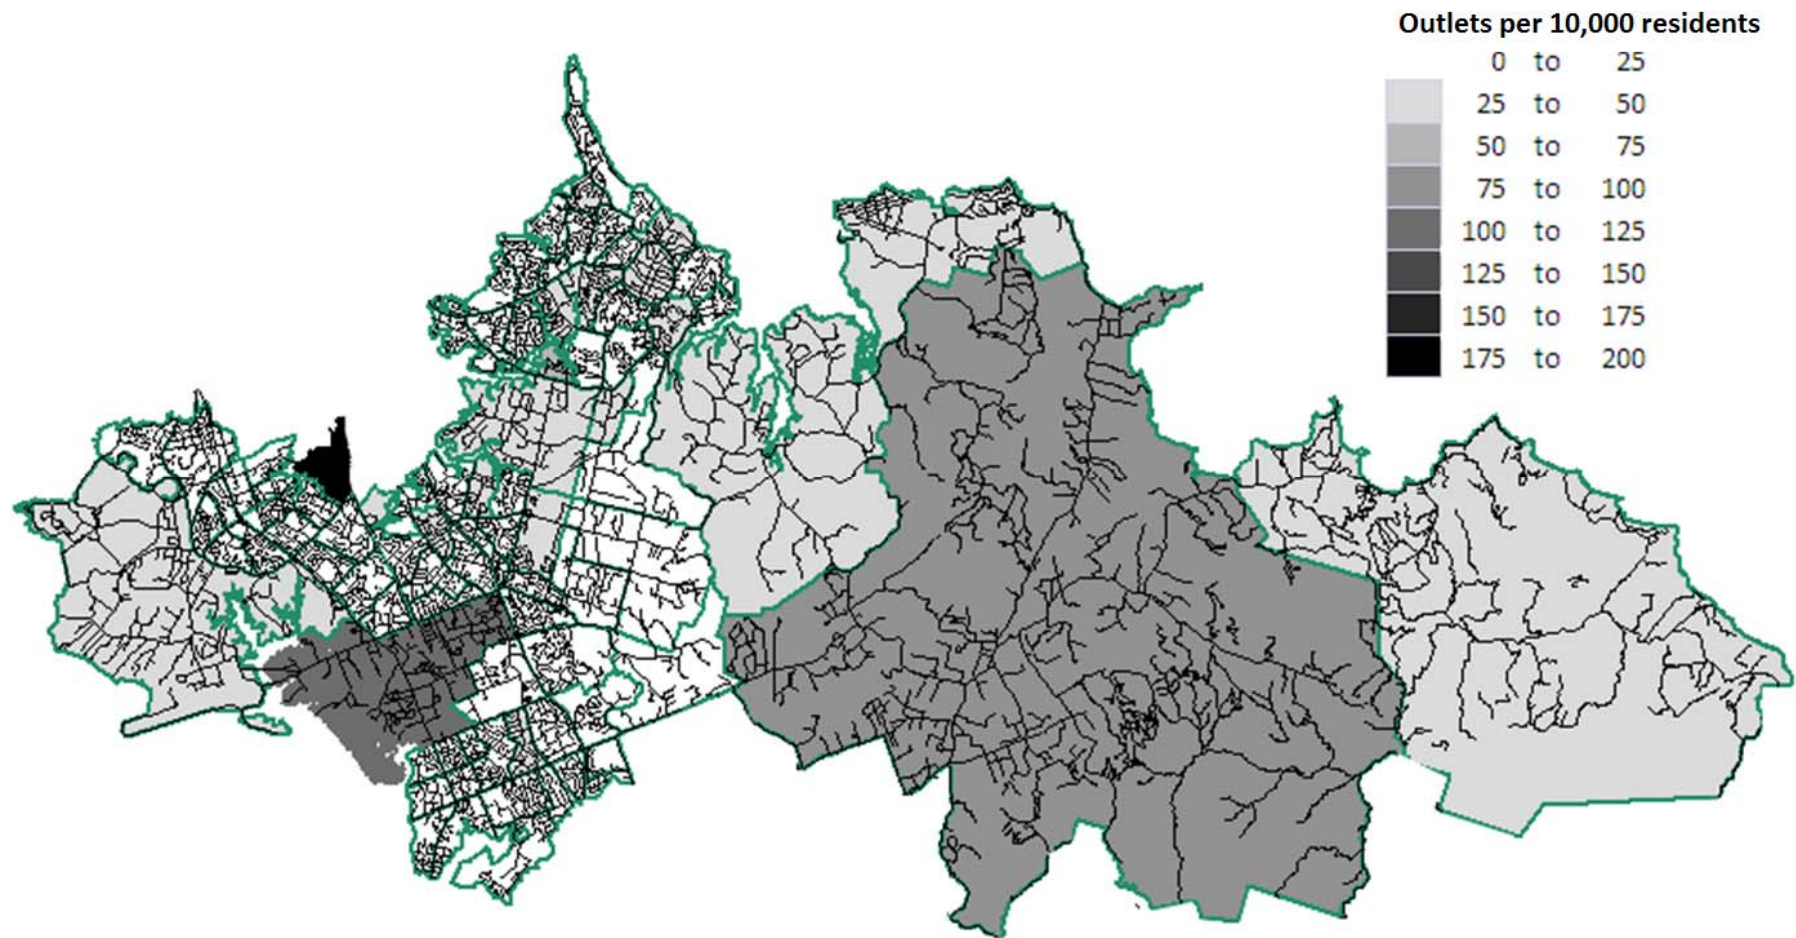 Outlets per 10,000 residents
0 to 25
25 to 50
50 to 75
75 to 100
100 to 125
125 to 150
150 to 175
175 to 200